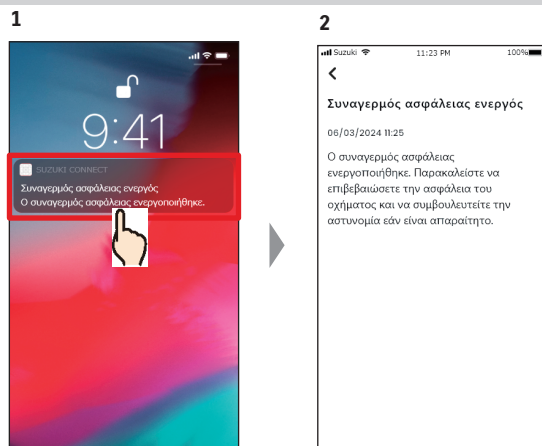 1
9:41
SUZUKI CONNECT
Συναγερμός ασφάλειας ενεργός
Ο συναγερμός ασφάλειας ενεργοποιήθηκε.
2
Suzuki 11:23 PM 100%
Συναγερμός ασφάλειας ενεργός
06/03/2024 11:25
Ο συναγερμός ασφάλειας
ενεργοποιήθηκε. Παρακαλείστε να
επιβεβαιώσετε την ασφάλεια του
οχήματος και να συμβουλευτείτε την
αστυνομία εάν είναι απαραίτητο.